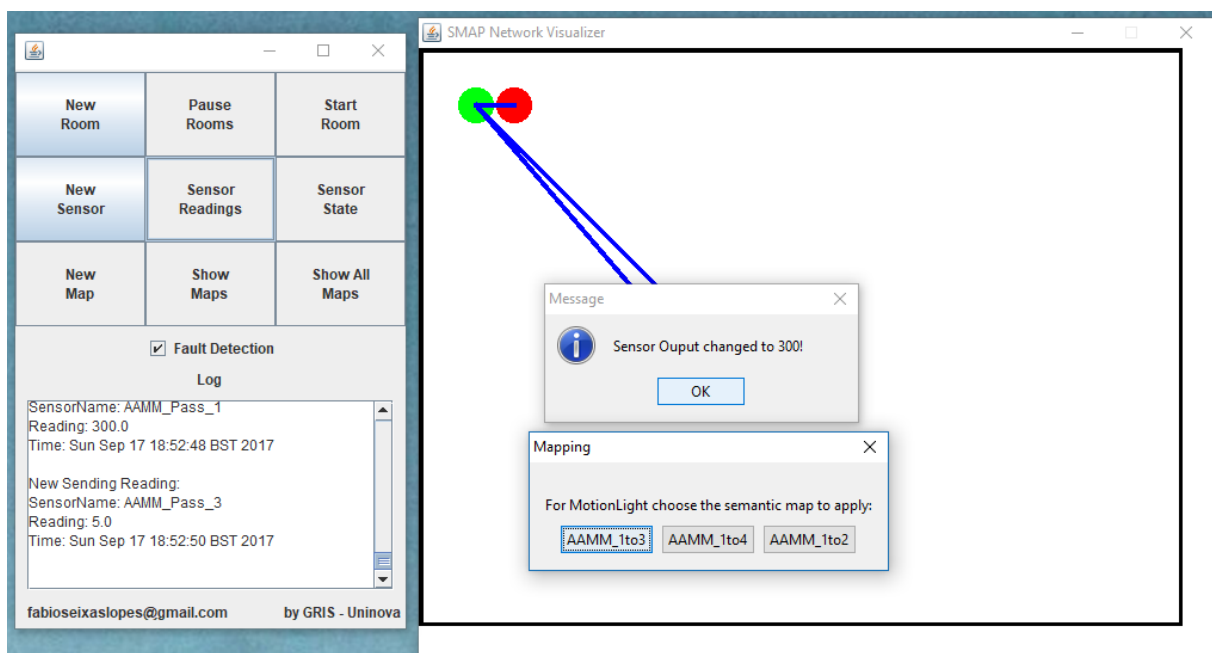 SMAP Network Visualizer
New
Room
Pause
Rooms
Start
Room
New
Sensor
Sensor
Readings
Sensor
State
New
Map
Show
Maps
Show All
Maps
Fault Detection
Log
SensorName: AAMM_Pass_1
Reading: 300.0
Time: Sun Sep 17 18:52:48 BST 2017
New Sending Reading:
SensorName: AAMM_Pass_3
Reading: 5.0
Time: Sun Sep 17 18:52:50 BST 2017
fabioseixaslopes@gmail.com by GRIS - Uninova
Message
Sensor Ouput changed to 300!
OK
Mapping
For MotionLight choose the semantic map to apply:
AAMM_1to3 AAMM_1to4 AAMM_1to2